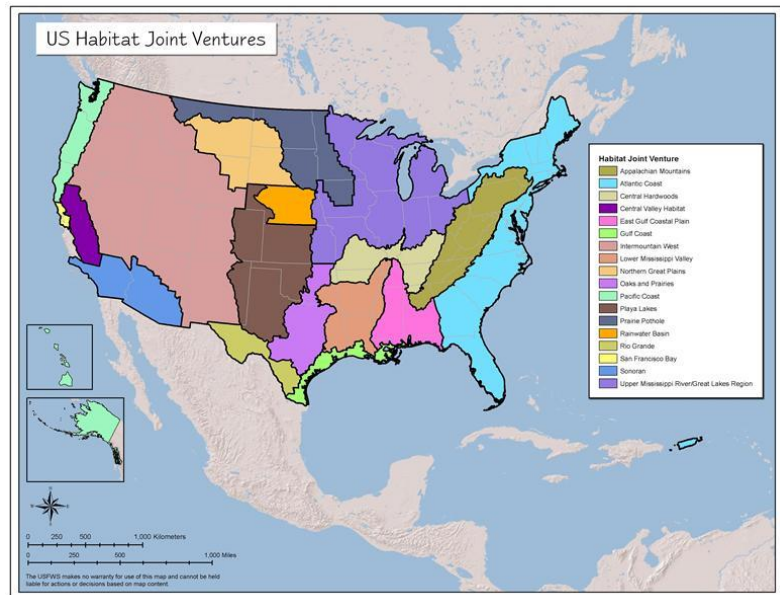 US Habitat Joint Ventures
Habitat Joint Venture
Appalachian Mountains
Atlantic Coast
Central Hardwoods
Central Valley Habitat
East Gulf Coastal Plain
Gulf Coast
Intermountain West
Lower Mississippi Valley
Northern Great Plains
Oaks and Prairies
Pacific Coast
Playa Lakes
Prairie Pothole
Rainwater Basin
Rio Grande
San Francisco Bay
Sonoran
Upper Mississippi River/Great Lakes Region
0 250 500 1,000 Kilometers
0 250 500 1,000 Miles
The USFWS makes no warranty for use of this map and cannot be held
liable for actions or decisions based on map content.